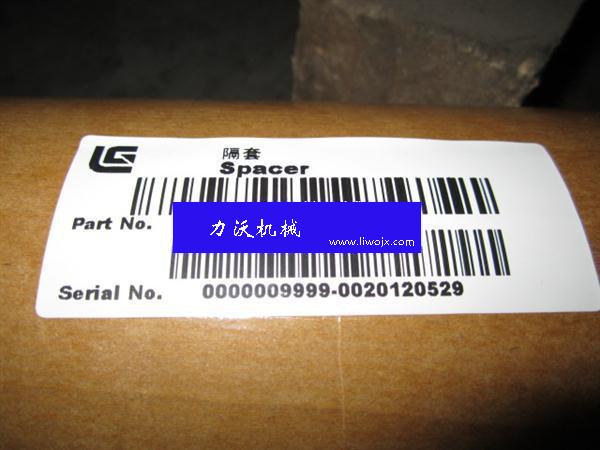 LG
隔套
Spacer
Part No.
力沃机械
www.liwojx.com
Serial No. 0000009999-0020120529